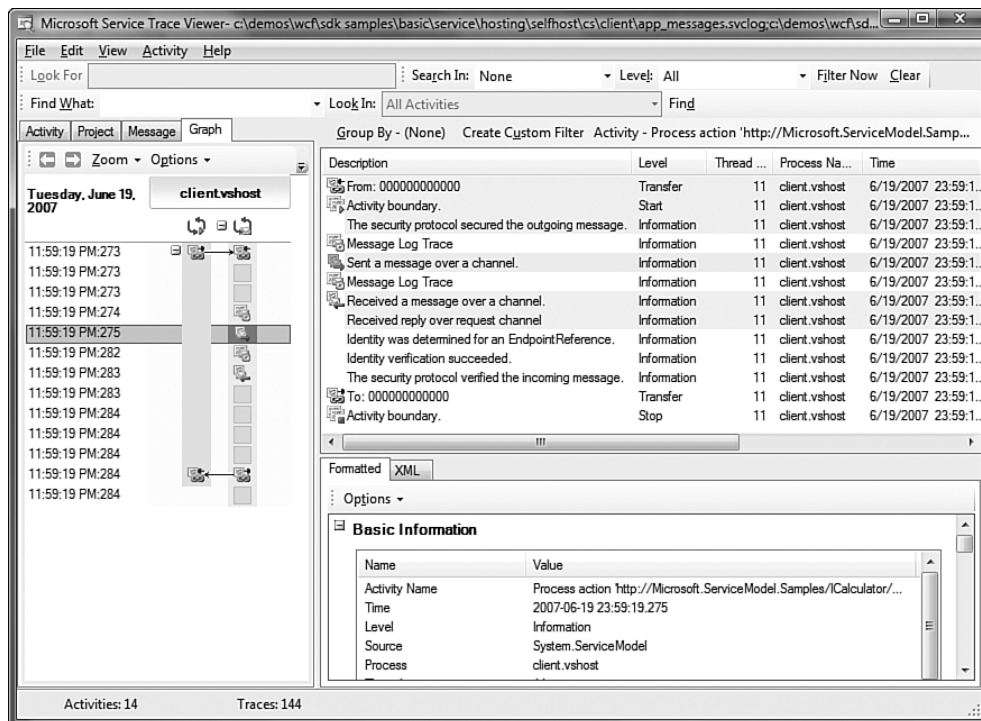 Microsoft Service Trace Viewer- c:\demos\wcf\sdk samples\basic\service\hosting\selfhost\cs\client\app_messages.svclog;c:\demos\wcf\sd...
File Edit View Activity Help
Look For Search In: None Level: All Filter Now Clear
Find What: Look In: All Activities Find
Activity Project Message Graph
Group By - (None) Create Custom Filter Activity - Process action 'http://Microsoft.ServiceModel.Samp...
Zoom Options
Tuesday, June 19, 2007
client.vshost
11:59:19 PM:273
11:59:19 PM:273
11:59:19 PM:273
11:59:19 PM:274
11:59:19 PM:275
11:59:19 PM:282
11:59:19 PM:283
11:59:19 PM:283
11:59:19 PM:284
11:59:19 PM:284
11:59:19 PM:284
11:59:19 PM:284
11:59:19 PM:284
Description Level Thread ... Process Na... Time
From: 000000000000 Transfer 11 client.vshost 6/19/2007 23:59:1...
Activity boundary. Start 11 client.vshost 6/19/2007 23:59:1...
The security protocol secured the outgoing message. Information 11 client.vshost 6/19/2007 23:59:1...
Message Log Trace Information 11 client.vshost 6/19/2007 23:59:1...
Sent a message over a channel. Information 11 client.vshost 6/19/2007 23:59:1...
Message Log Trace Information 11 client.vshost 6/19/2007 23:59:1...
Received a message over a channel. Information 11 client.vshost 6/19/2007 23:59:1...
Received reply over request channel Information 11 client.vshost 6/19/2007 23:59:1...
Identity was determined for an EndpointReference. Information 11 client.vshost 6/19/2007 23:59:1...
Identity verification succeeded. Information 11 client.vshost 6/19/2007 23:59:1...
The security protocol verified the incoming message. Information 11 client.vshost 6/19/2007 23:59:1...
To: 000000000000 Transfer 11 client.vshost 6/19/2007 23:59:1...
Activity boundary. Stop 11 client.vshost 6/19/2007 23:59:1...
Formatted XML
Options
Basic Information
Name Value
Activity Name Process action 'http://Microsoft.ServiceModel.Samples/ICalculator/...
Time 2007-06-19 23:59:19.275
Level Information
Source System.ServiceModel
Process client.vshost
Activities: 14 Traces: 144